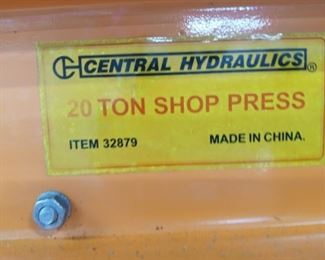 CENTRAL HYDRAULICS®
20 TON SHOP PRESS
ITEM 32879 MADE IN CHINA.